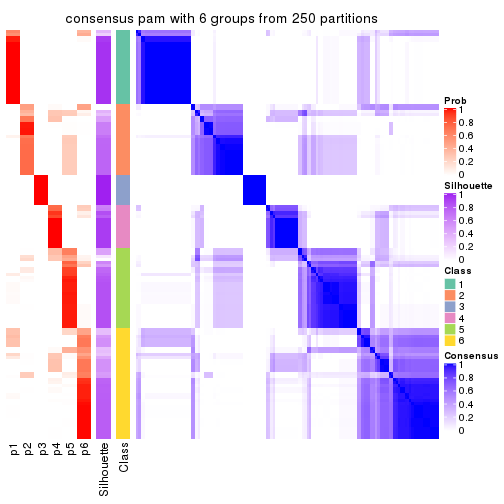 consensus pam with 6 groups from 250 partitions
Prob
1
0.8
0.6
0.4
0.2
0
Silhouette
1
0.8
0.6
0.4
0.2
0
Class
1
2
3
4
5
6
Consensus
1
0.8
0.6
0.4
0.2
0
p1
p2
p3
p4
p5
p6
Silhouette
Class